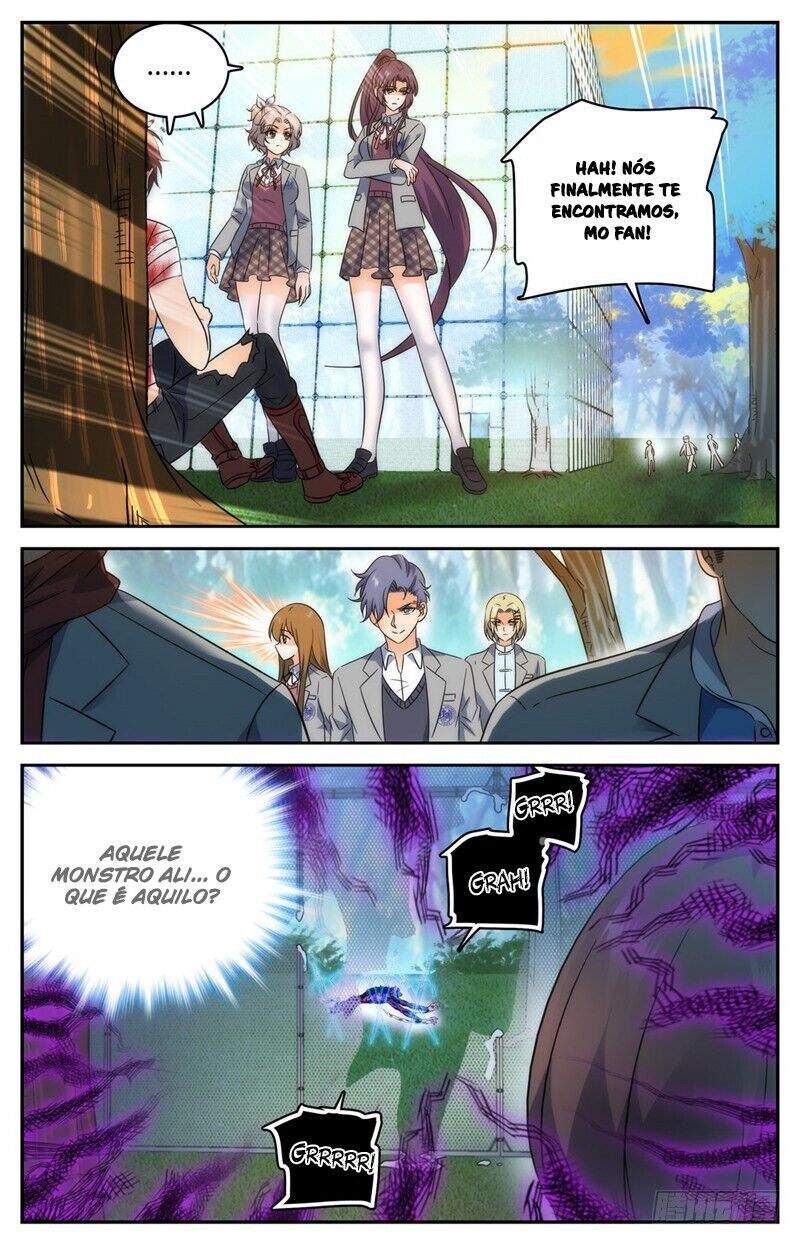 ......
HAH! NÓS
FINALMENTE TE
ENCONTRAMOS,
MO FAN!
GRRR!
GRAH!
AQUELE
MONSTRO ALI... O
QUE É AQUILO?
GRRRRR!